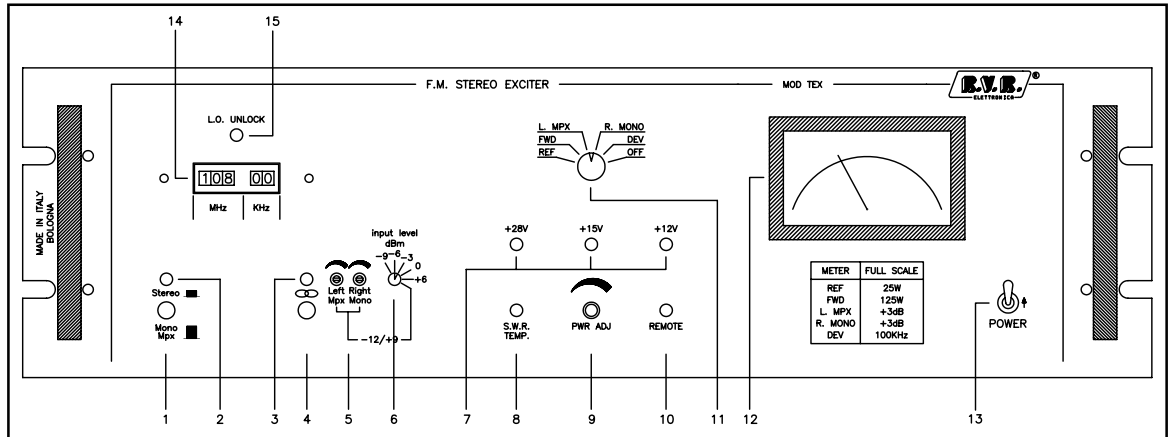 14 15
F.M. STEREO EXCITER MOD TEX R.V.R.®
ELETTRONICA
L.O. UNLOCK
108 00
MHz KHz
L. MPX R. MONO
FWD DEV
REF OFF
12
11
MADE IN ITALY
BOLOGNA
input level
dBm
-9 -6 -3 0 +6
Left Right
Mpx Mono
-12/+9
Stereo
Mono
Mpx
+28V +15V +12V
S.W.R.
TEMP.
PWR ADJ
REMOTE
METER FULL SCALE
REF 25W
FWD 125W
L. MPX +3dB
R. MONO +3dB
DEV 100KHz
POWER
1 2 3 4 5 6 7 8 9 10 11 12 13